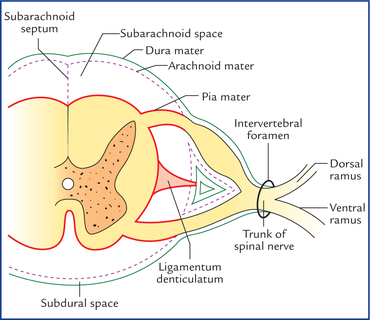 Subarachnoid
septum
Subarachnoid space
Dura mater
Arachnoid mater
Pia mater
Intervertebral
foramen
Dorsal
ramus
Ventral
ramus
Trunk of
spinal nerve
Ligamentum
denticulatum
Subdural space